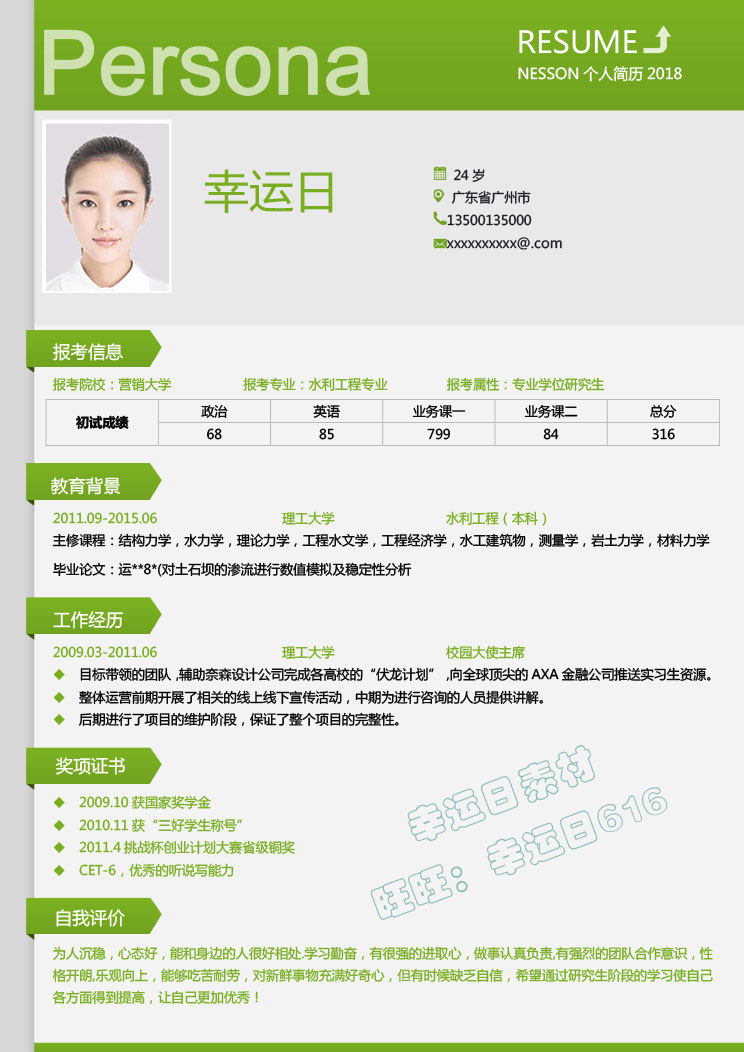 Persona
RESUME
NESSON 个人简历 2018
幸运日
24 岁
广东省广州市
13500135000
xxxxxxxxxx@.com
报考信息
报考院校：营销大学 报考专业：水利工程专业 报考属性：专业学位研究生
初试成绩 政治 英语 业务课一 业务课二 总分
68 85 799 84 316
教育背景
2011.09-2015.06 理工大学 水利工程（本科）
主修课程：结构力学，水力学，理论力学，工程水文学，工程经济学，水工建筑物，测量学，岩土力学，材料力学
毕业论文：运**8*(对土石坝的渗流进行数值模拟及稳定性分析
工作经历
2009.03-2011.06 理工大学 校园大使主席
目标带领的团队 ,辅助奈森设计公司完成各高校的“伏龙计划” ,向全球顶尖的 AXA 金融公司推送实习生资源。
整体运营前期开展了相关的线上线下宣传活动，中期为进行咨询的人员提供讲解。
后期进行了项目的维护阶段，保证了整个项目的完整性。
奖项证书
2009.10 获国家奖学金
2010.11 获“三好学生称号”
2011.4 挑战杯创业计划大赛省级铜奖
CET-6，优秀的听说写能力
幸运日素材
旺旺：幸运日616
自我评价
为人沉稳，心态好，能和身边的人很好相处.学习勤奋，有很强的进取心，做事认真负责,有强烈的团队合作意识，性
格开朗,乐观向上，能够吃苦耐劳，对新鲜事物充满好奇心，但有时候缺乏自信，希望通过研究生阶段的学习使自己
各方面得到提高，让自己更加优秀！